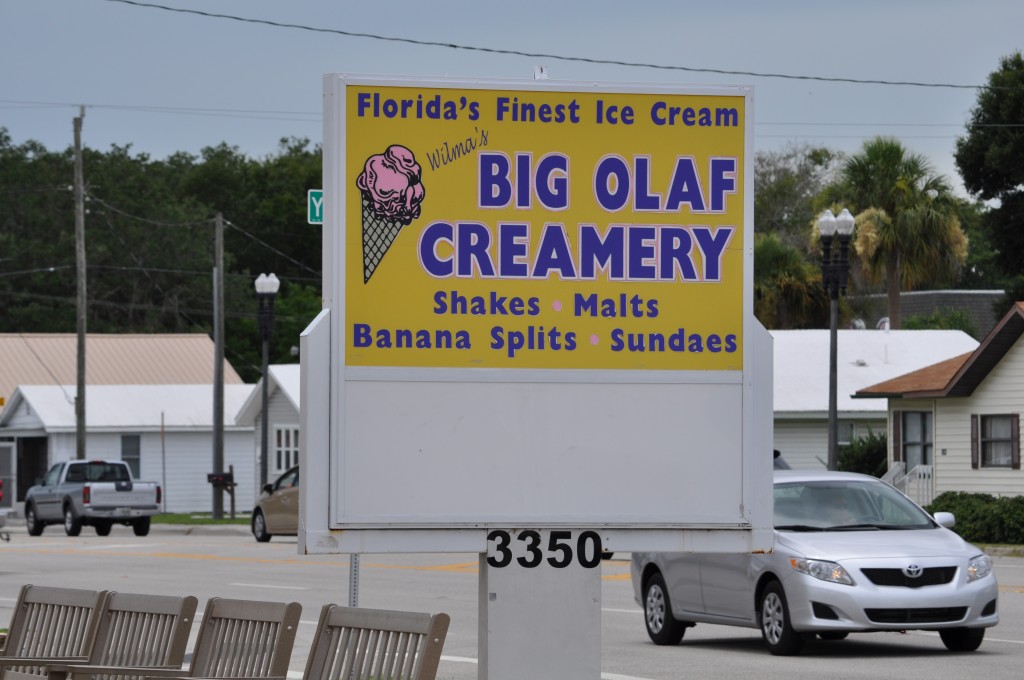 Florida's Finest Ice Cream
Wilma's
BIG OLAF
CREAMERY
Shakes • Malts
Banana Splits • Sundaes
3350
Y